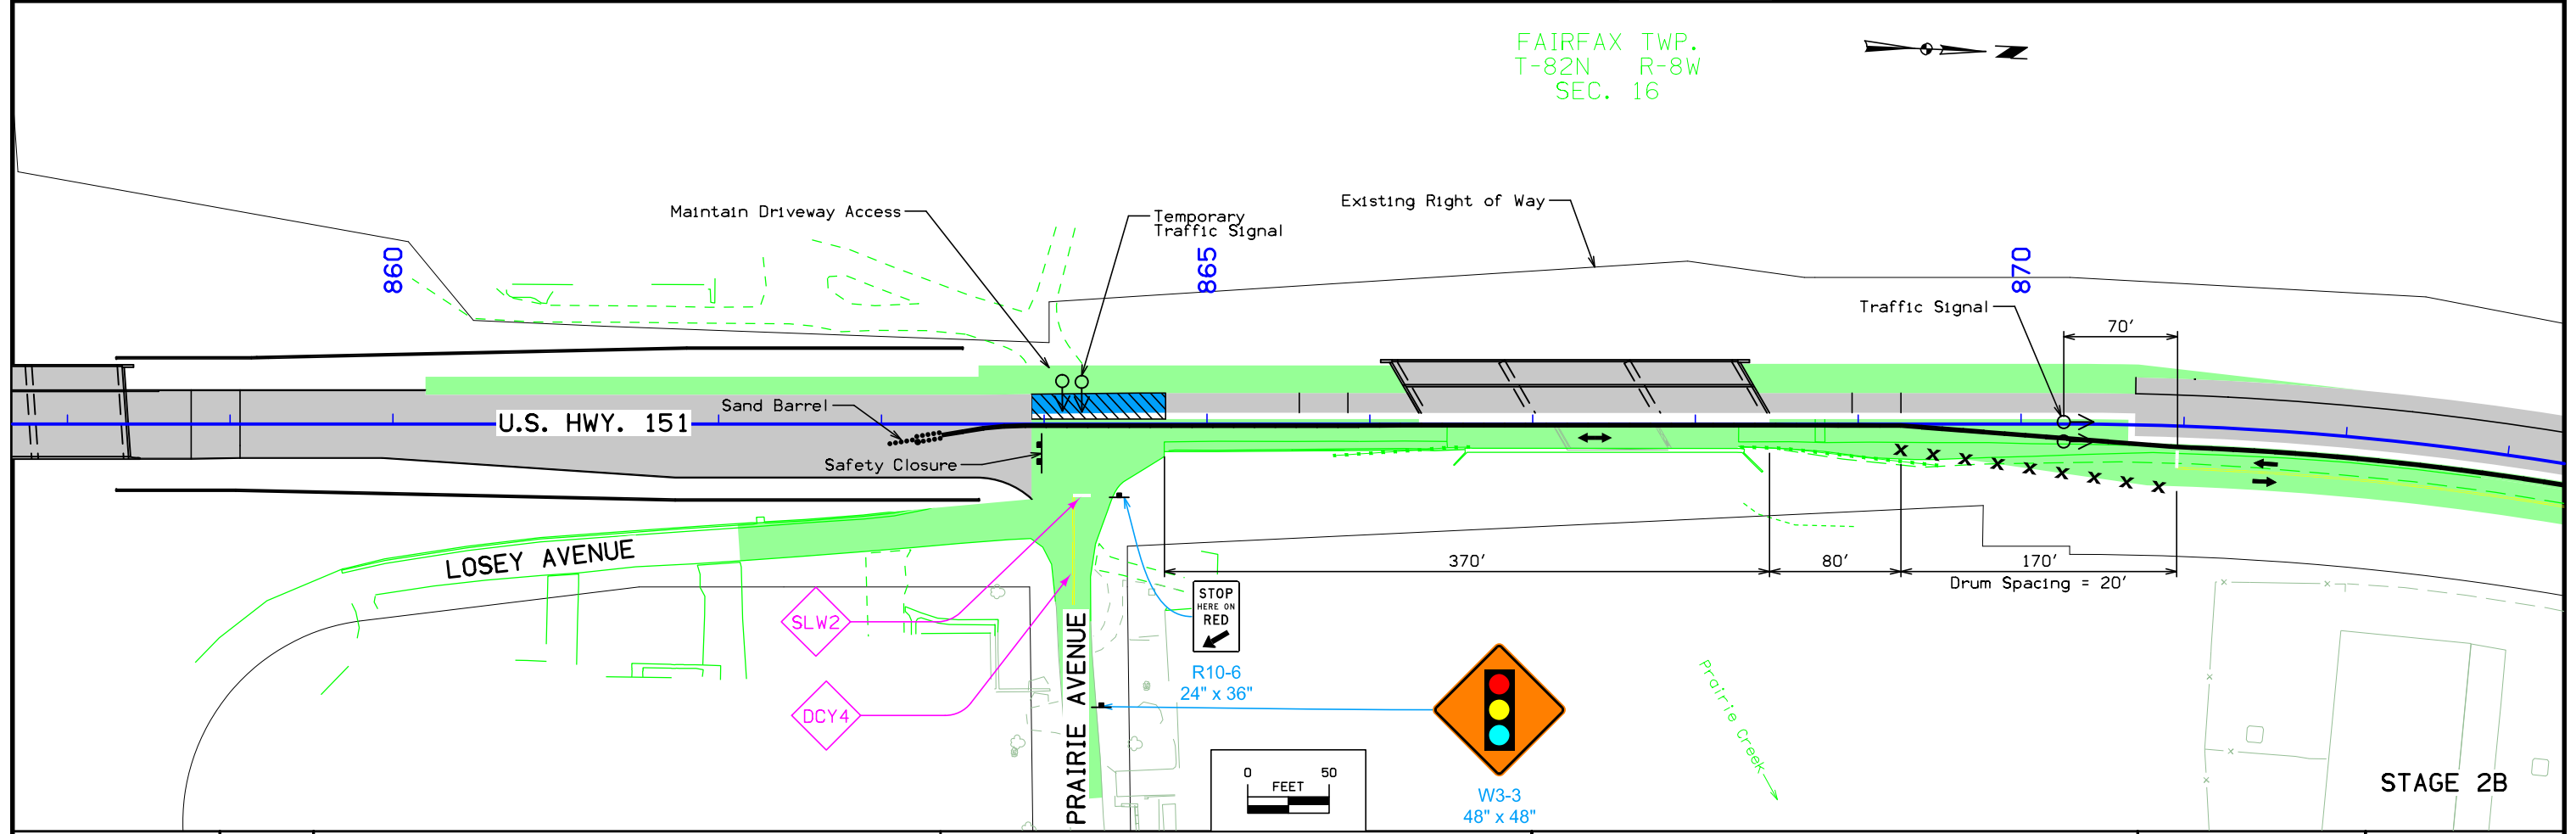 FAIRFAX TWP.
T-82N R-8W
SEC. 16
N
Maintain Driveway Access
Temporary
Traffic Signal
Existing Right of Way
860
865
870
Traffic Signal
70'
Sand Barrel
U.S. HWY. 151
Safety Closure
X X X X X X X X X
LOSEY AVENUE
370'
80'
170'
Drum Spacing = 20'
STOP
HERE ON
RED
R10-6
24" x 36"
SLW2
DCY4
PRAIRIE AVENUE
Prairie Creek
0 50
FEET
W3-3
48" x 48"
STAGE 2B